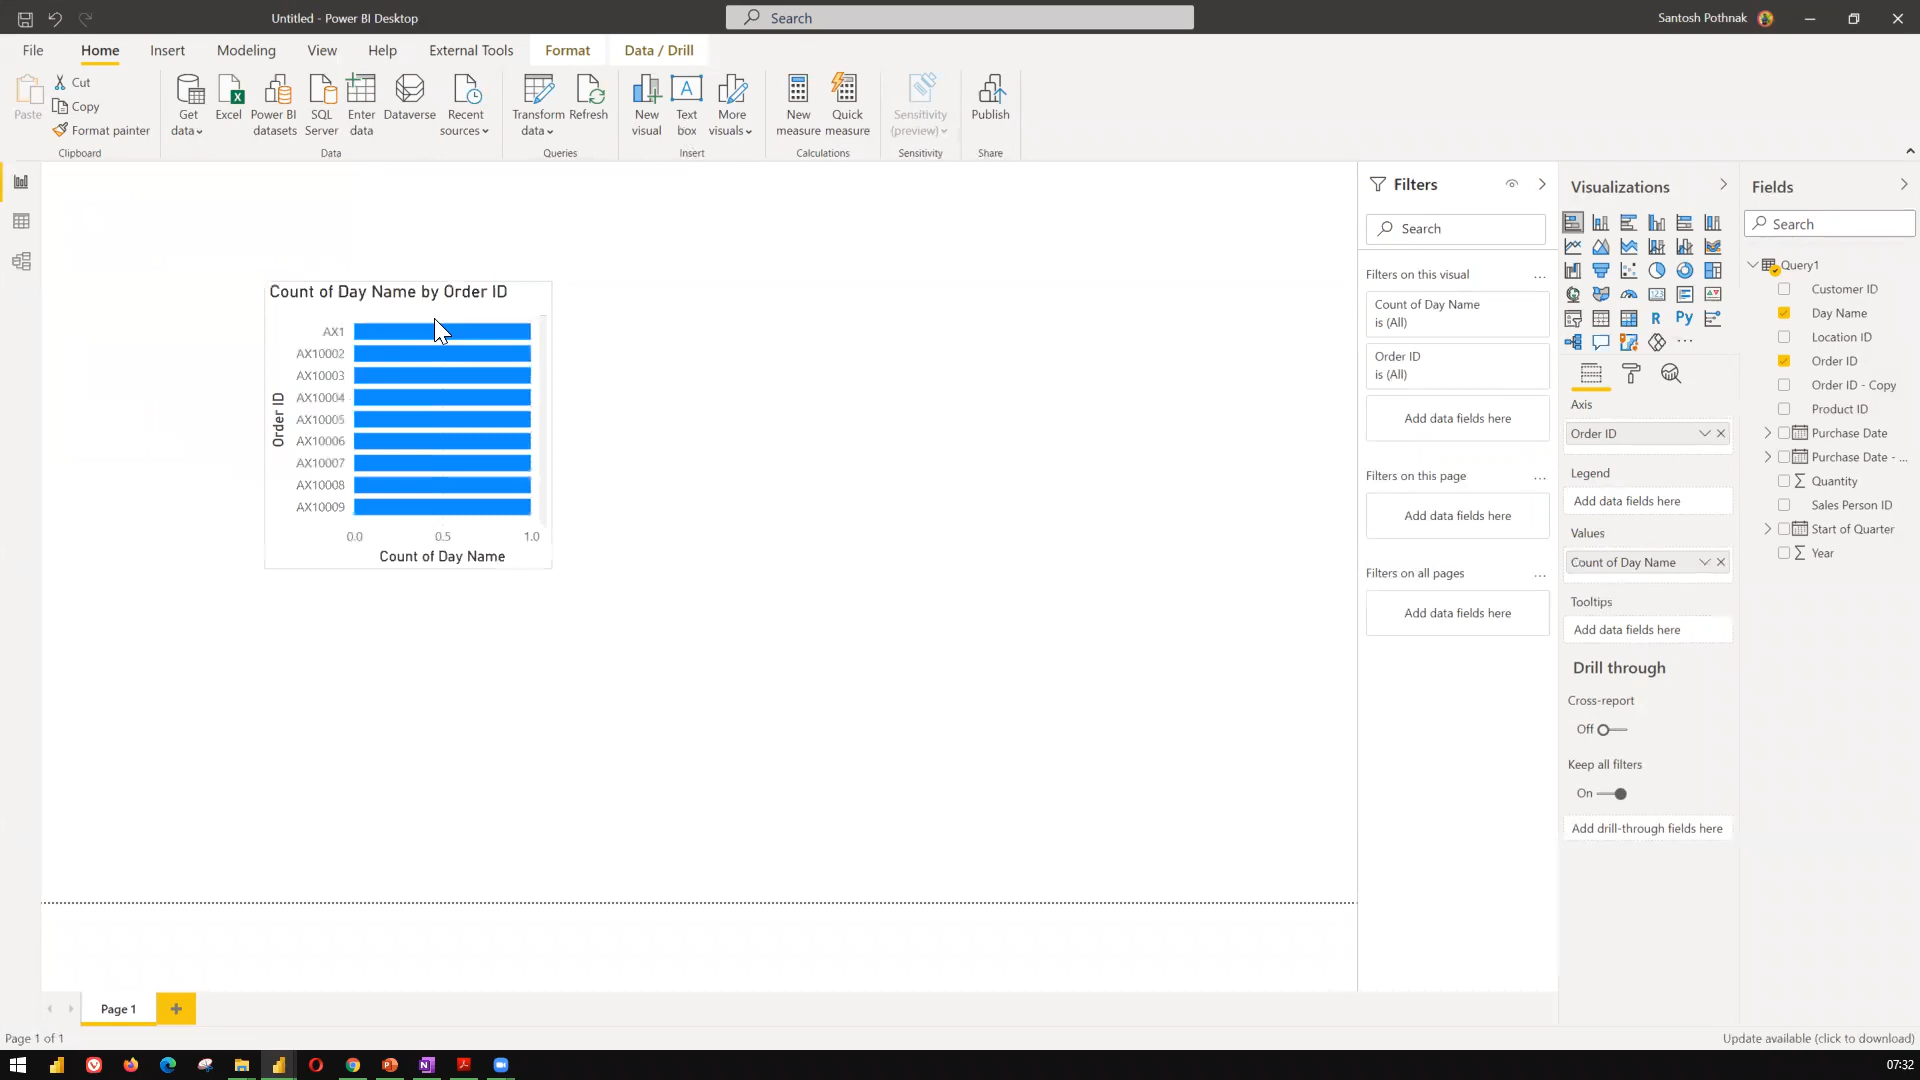 Untitled - Power BI Desktop
Search
Santosh Pothnak
File
Home
Insert
Modeling
View
Help
External Tools
Format
Data / Drill
Paste
Cut
Copy
Format painter
Clipboard
Get data
Excel
Power BI datasets
SQL Server
Enter data
Dataverse
Recent sources
Data
Transform data
Refresh
Queries
New visual
Text box
More visuals
Insert
New measure
Quick measure
Calculations
Sensitivity (preview)
Sensitivity
Publish
Share
Count of Day Name by Order ID
Order ID
AX1
AX10002
AX10003
AX10004
AX10005
AX10006
AX10007
AX10008
AX10009
0.0 0.5 1.0
Count of Day Name
Filters
Search
Filters on this visual
...
Count of Day Name
is (All)
Order ID
is (All)
Add data fields here
Filters on this page
...
Add data fields here
Filters on all pages
...
Add data fields here
Visualizations
R
Py
...
Axis
Order ID
Legend
Add data fields here
Values
Count of Day Name
Tooltips
Add data fields here
Drill through
Cross-report
Off
Keep all filters
On
Add drill-through fields here
Fields
Search
Query1
Customer ID
Day Name
Location ID
Order ID
Order ID - Copy
Product ID
Purchase Date
Purchase Date - ...
Quantity
Sales Person ID
Start of Quarter
Year
Page 1
Page 1 of 1
Update available (click to download)
07:32